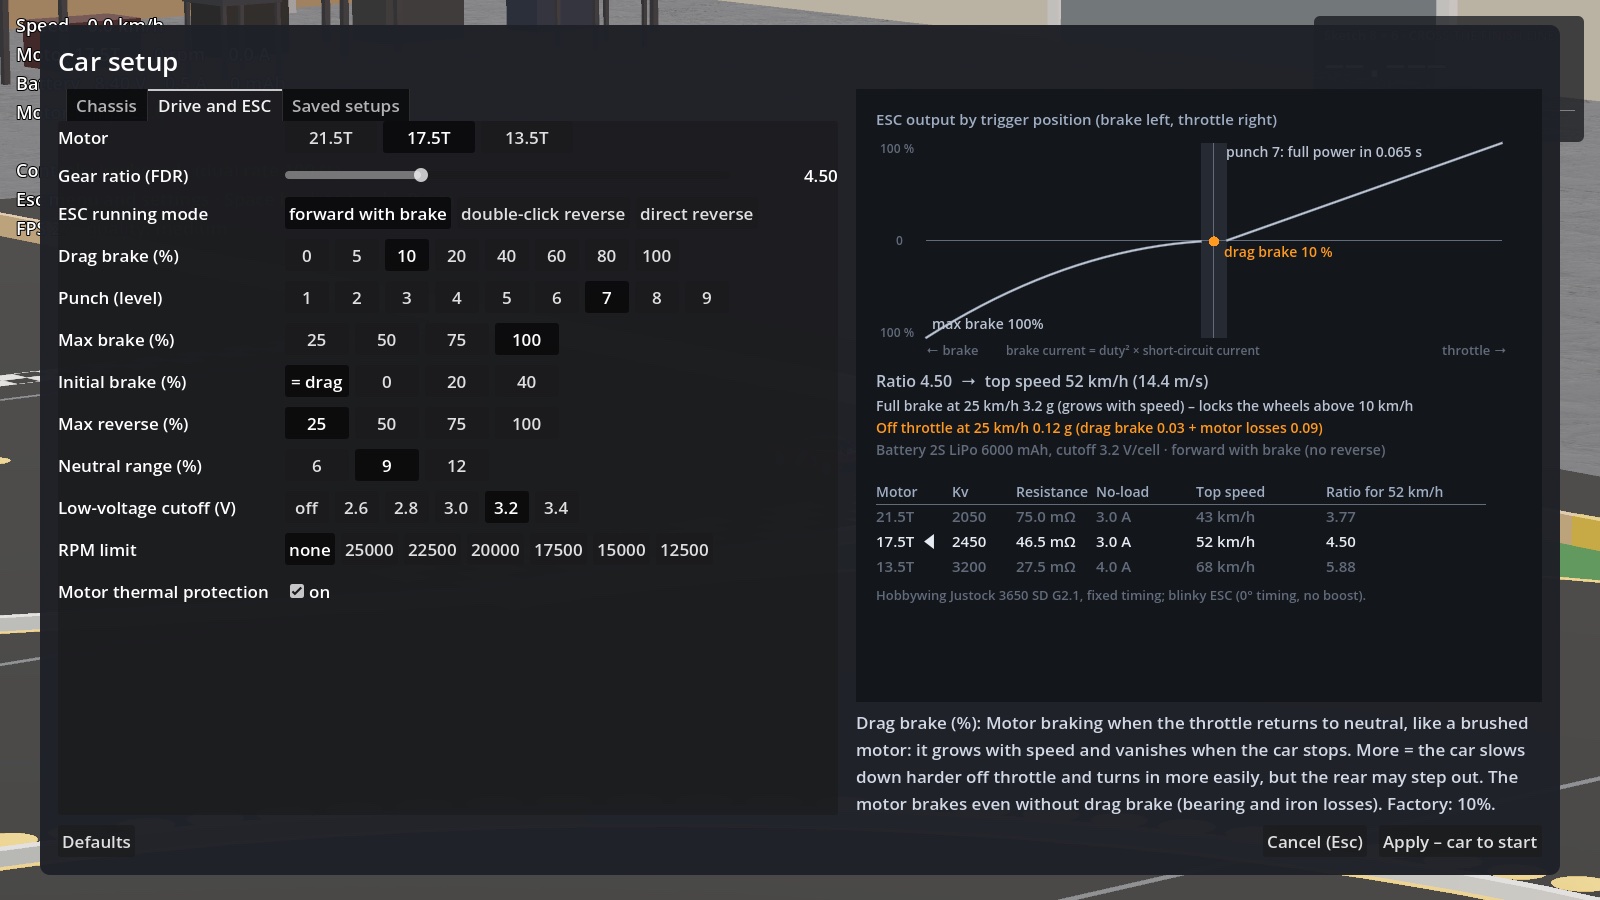 Speed 0.0 km/h
Car setup
Chassis Drive and ESC Saved setups
Motor 21.5T 17.5T 13.5T
Gear ratio (FDR) 4.50
ESC running mode forward with brake double-click reverse direct reverse
Drag brake (%) 0 5 10 20 40 60 80 100
Punch (level) 1 2 3 4 5 6 7 8 9
Max brake (%) 25 50 75 100
Initial brake (%) = drag 0 20 40
Max reverse (%) 25 50 75 100
Neutral range (%) 6 9 12
Low-voltage cutoff (V) off 2.6 2.8 3.0 3.2 3.4
RPM limit none 25000 22500 20000 17500 15000 12500
Motor thermal protection on
ESC output by trigger position (brake left, throttle right)
100 %
punch 7: full power in 0.065 s
0
drag brake 10 %
max brake 100%
100 %
← brake brake current = duty² × short-circuit current throttle →
Ratio 4.50 → top speed 52 km/h (14.4 m/s)
Full brake at 25 km/h 3.2 g (grows with speed) – locks the wheels above 10 km/h
Off throttle at 25 km/h 0.12 g (drag brake 0.03 + motor losses 0.09)
Battery 2S LiPo 6000 mAh, cutoff 3.2 V/cell · forward with brake (no reverse)
Motor Kv Resistance No-load Top speed Ratio for 52 km/h
21.5T 2050 75.0 mΩ 3.0 A 43 km/h 3.77
17.5T 2450 46.5 mΩ 3.0 A 52 km/h 4.50
13.5T 3200 27.5 mΩ 4.0 A 68 km/h 5.88
Hobbywing Justock 3650 SD G2.1, fixed timing; blinky ESC (0° timing, no boost).
Drag brake (%): Motor braking when the throttle returns to neutral, like a brushed
motor: it grows with speed and vanishes when the car stops. More = the car slows
down harder off throttle and turns in more easily, but the rear may step out. The
motor brakes even without drag brake (bearing and iron losses). Factory: 10%.
Defaults Cancel (Esc) Apply – car to start